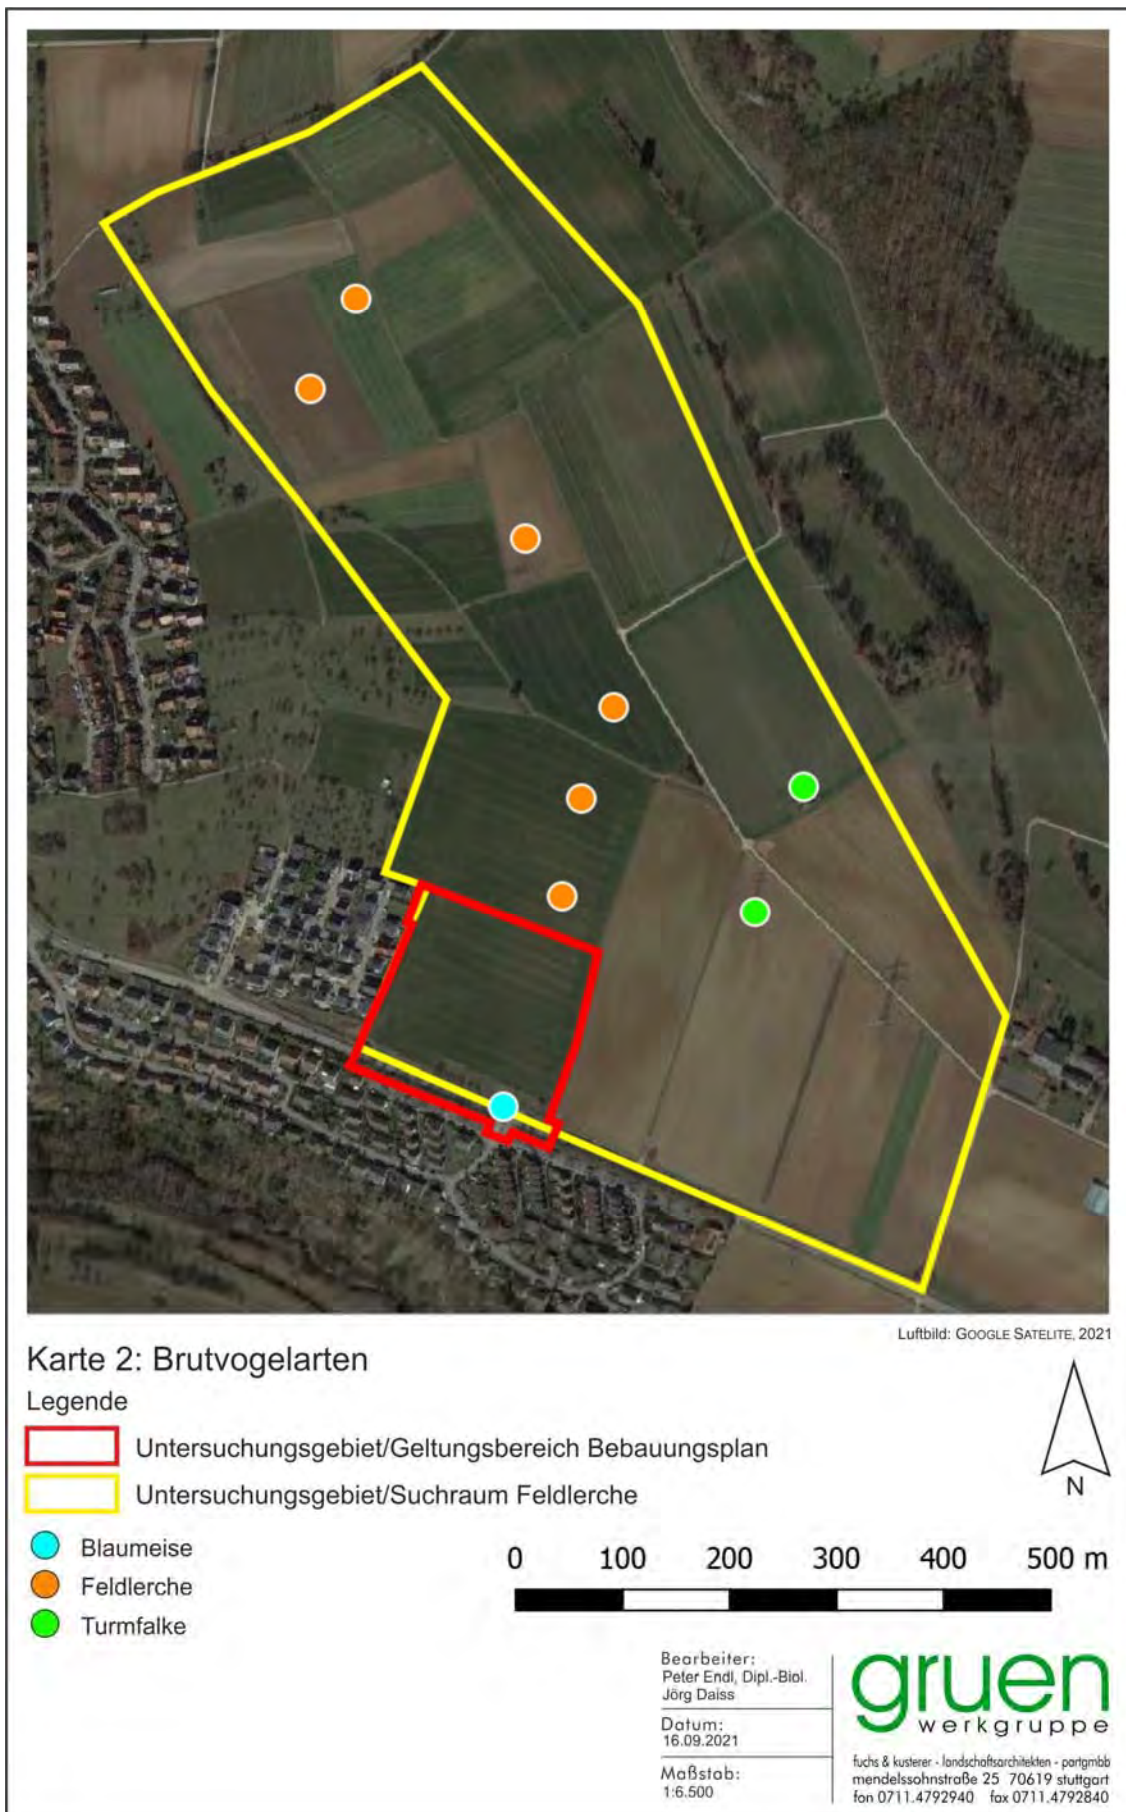 Luftbild: GOOGLE SATELITE, 2021
Karte 2: Brutvogelarten
Legende
Untersuchungsgebiet/Geltungsbereich Bebauungsplan
Untersuchungsgebiet/Suchraum Feldlerche
N
Blaumeise
Feldlerche
Turmfalke
0 100 200 300 400 500 m
Bearbeiter:
Peter Endl, Dipl.-Biol.
Jörg Daiss
Datum:
16.09.2021
Maßstab:
1:6.500
gruen
werkgruppe
fuchs & kusterer - landschaftsarchitekten - partgmbb
mendelssohnstraße 25 70619 stuttgart
fon 0711.4792940 fax 0711.4792840